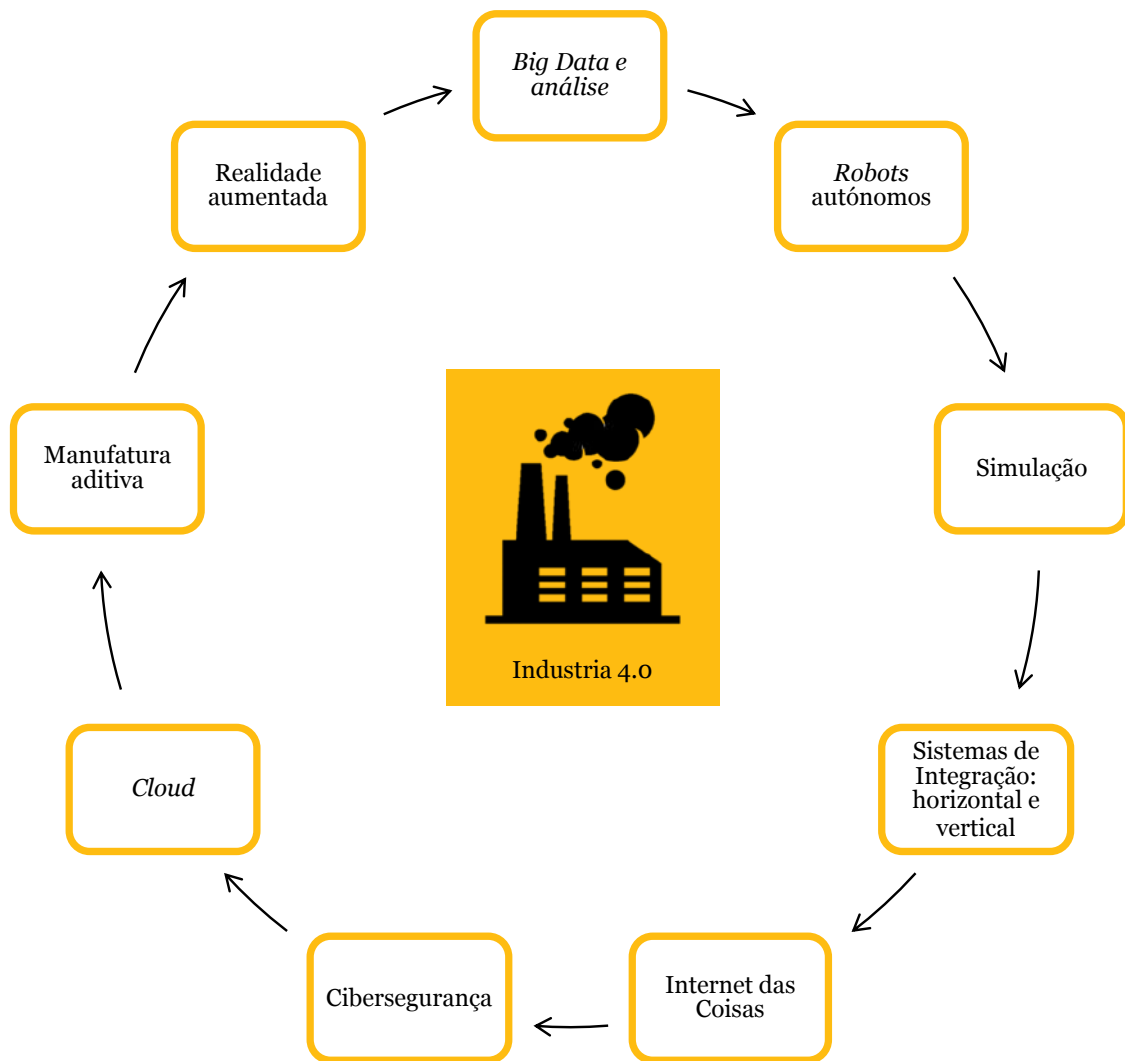 Big Data e
análise
Robots
autónomos
Simulação
Sistemas de
Integração:
horizontal e
vertical
Internet das
Coisas
Cibersegurança
Cloud
Manufatura
aditiva
Realidade
aumentada
Industria 4.0